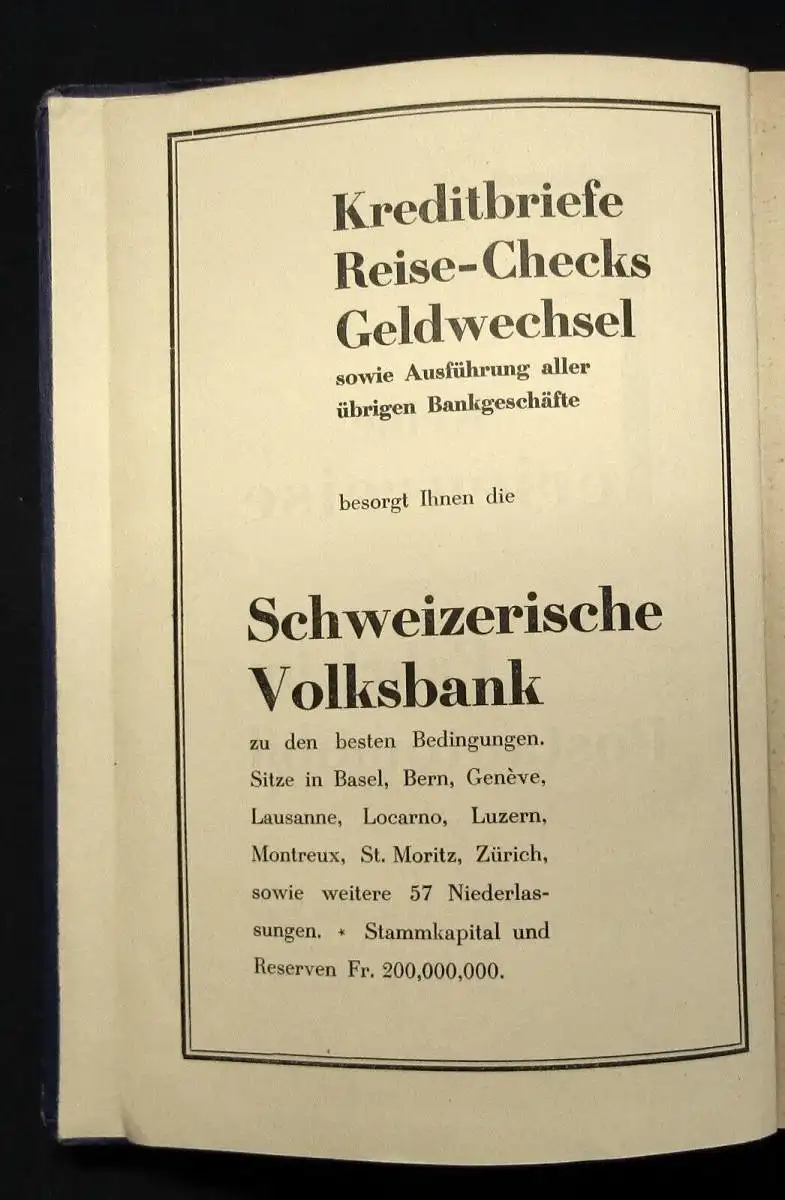 Kreditbriefe
Reise-Checks
Geldwechsel
sowie Ausführung aller
übrigen Bankgeschäfte
besorgt Ihnen die
Schweizerische
Volksbank
zu den besten Bedingungen.
Sitze in Basel, Bern, Genève,
Lausanne, Locarno, Luzern,
Montreux, St. Moritz, Zürich,
sowie weitere 57 Niederlas-
sungen. * Stammkapital und
Reserven Fr. 200,000,000.